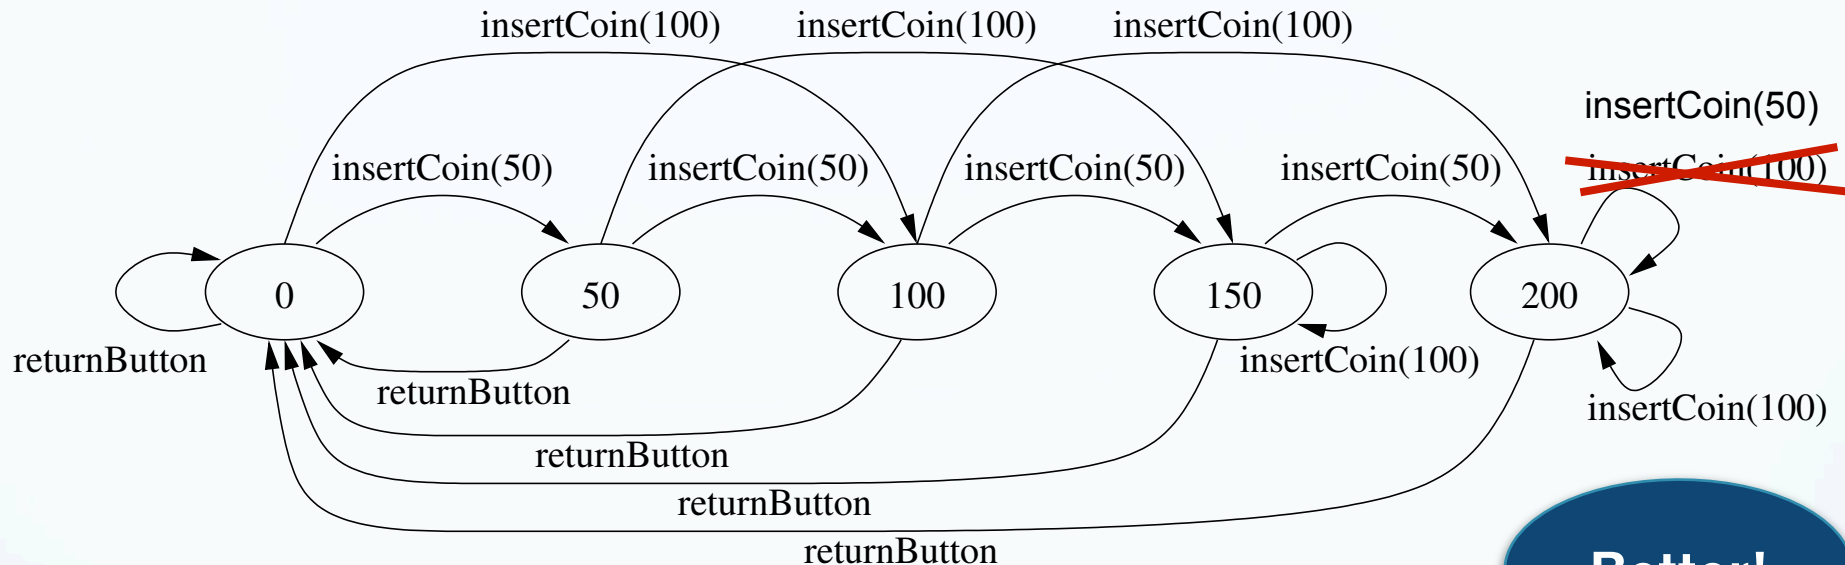 insertCoin(100) insertCoin(100) insertCoin(100)
insertCoin(50)
insertCoin(50) insertCoin(50) insertCoin(50) insertCoin(50) insertCoin(100)
0 50 100 150 200
returnButton insertCoin(100)
returnButton insertCoin(100)
returnButton
returnButton
returnButton
Better!